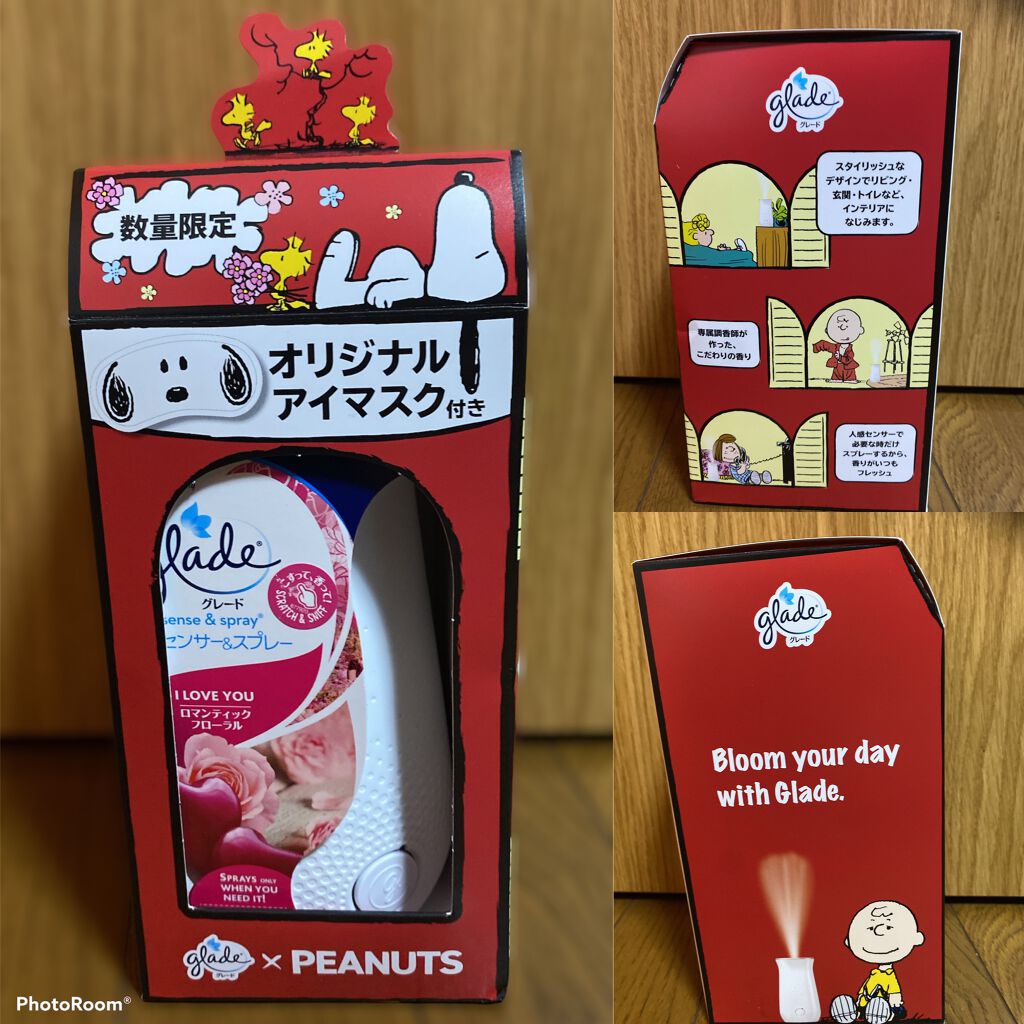 数量限定
オリジナル
アイマスク付き
glade®
グレード
sense & spray®
センサー&スプレー
こすって、香って!
SCRATCH & SNIFF
I LOVE YOU
ロマンティック
フローラル
SPRAYS ONLY
WHEN YOU
NEED IT!
glade
グレード
× PEANUTS
PhotoRoom®
glade
グレード
スタイリッシュな
デザインでリビング・
玄関・トイレなど、
インテリアに
なじみます。
専属調香師が
作った、
こだわりの香り
人感センサーで
必要な時だけ
スプレーするから、
香りがいつも
フレッシュ
glade
グレード
Bloom your day
with Glade.